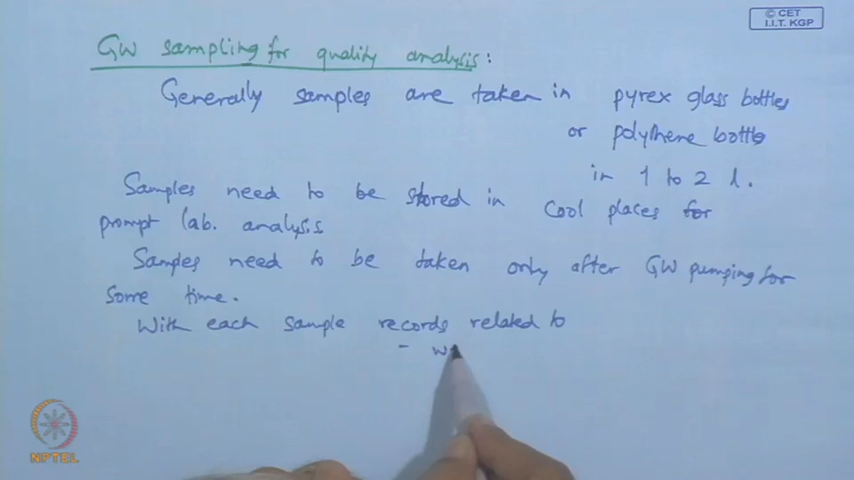 © CET
I.I.T. KGP
GW sampling for quality analysis:
Generally samples are taken in pyrex glass bottles
or polythene bottles
in 1 to 2 l.
Samples need to be stored in cool places for
prompt lab. analysis
Samples need to be taken only after GW pumping for
some time.
With each sample records related to
-
NPTEL